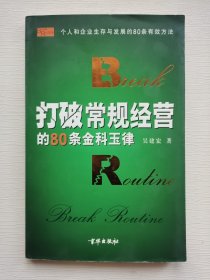 个人和企业生存与发展的80条有效方法
Break
打破常规经营
的80条金科玉律
吴建宏 著
Routine
Break Routine
京华出版社